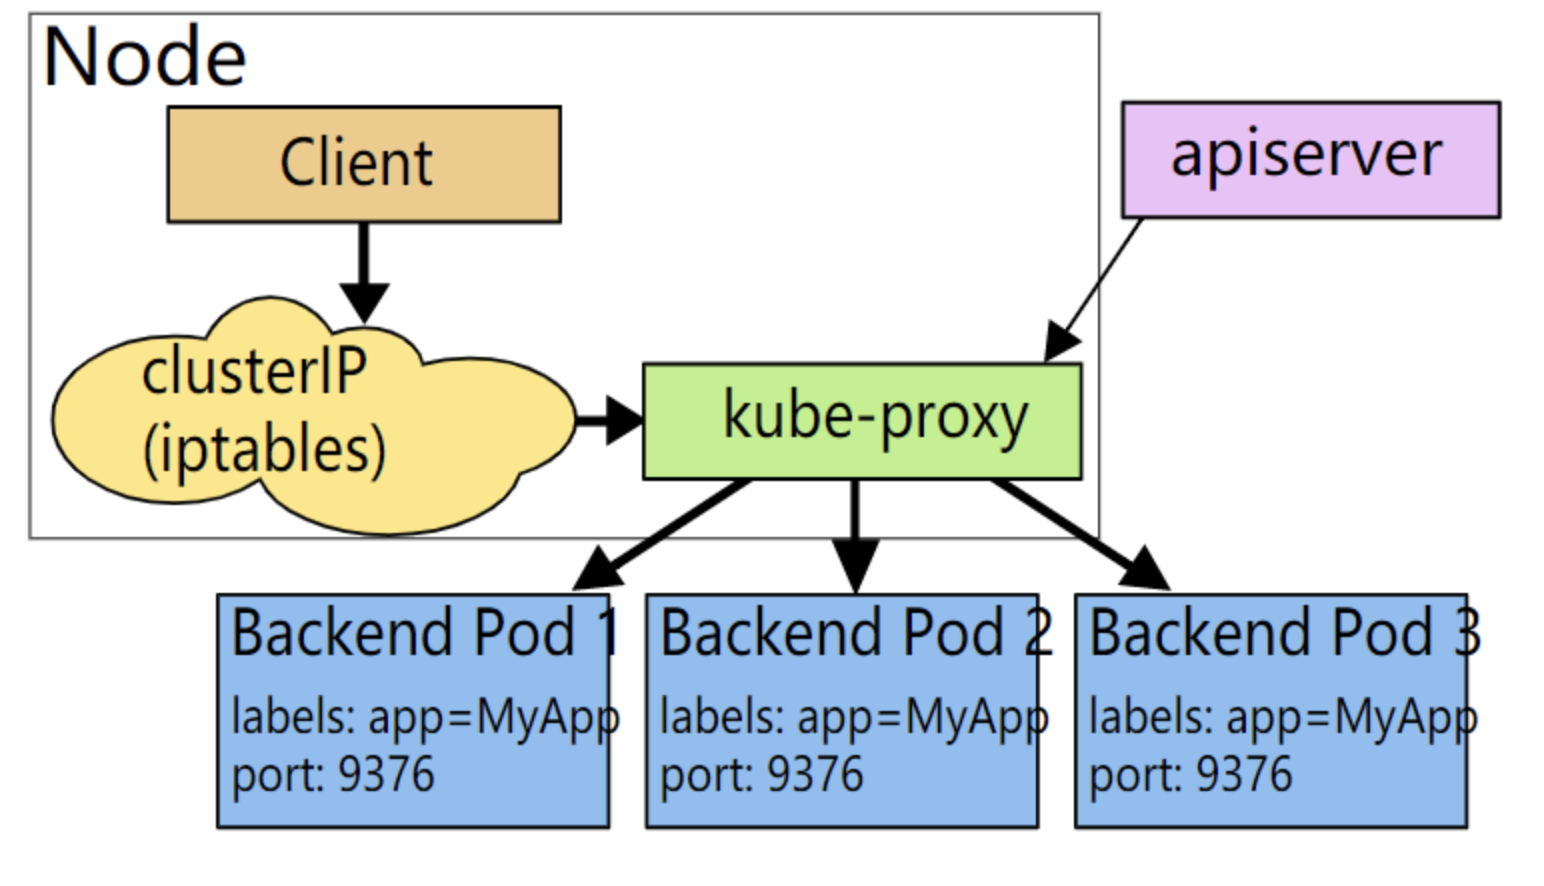 Node
Client
apiserver
clusterIP
(iptables)
kube-proxy
Backend Pod 1
labels: app=MyApp
port: 9376
Backend Pod 2
labels: app=MyApp
port: 9376
Backend Pod 3
labels: app=MyApp
port: 9376